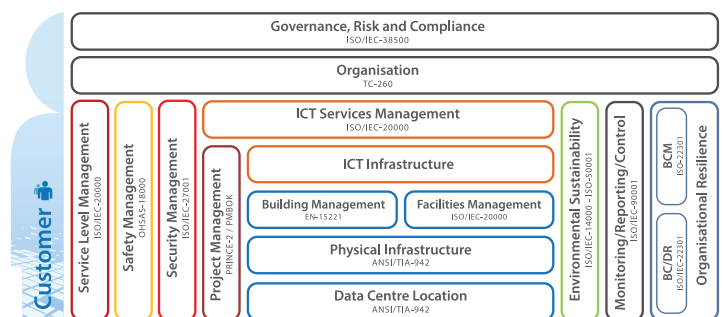 Governance, Risk and Compliance
ISO/IEC-38500
Organisation
TC-260
Customer
Service Level Management
ISO/IEC-20000
Safety Management
OHSAS-18000
Security Management
ISO/IEC-27001
ICT Services Management
ISO/IEC-20000
Project Management
PRINCE-2 / PMBOK
ICT Infrastructure
Building Management
EN-15221
Facilities Management
ISO/IEC-20000
Physical Infrastructure
ANSI/TIA-942
Data Centre Location
ANSI/TIA-942
Environmental Sustainability
ISO/IEC-14000 - ISO-50001
Monitoring/Reporting/Control
ISO/IEC-90001
BCM
ISO-22301
BC/DR
ISO/IEC-22301
Organisational Resilience